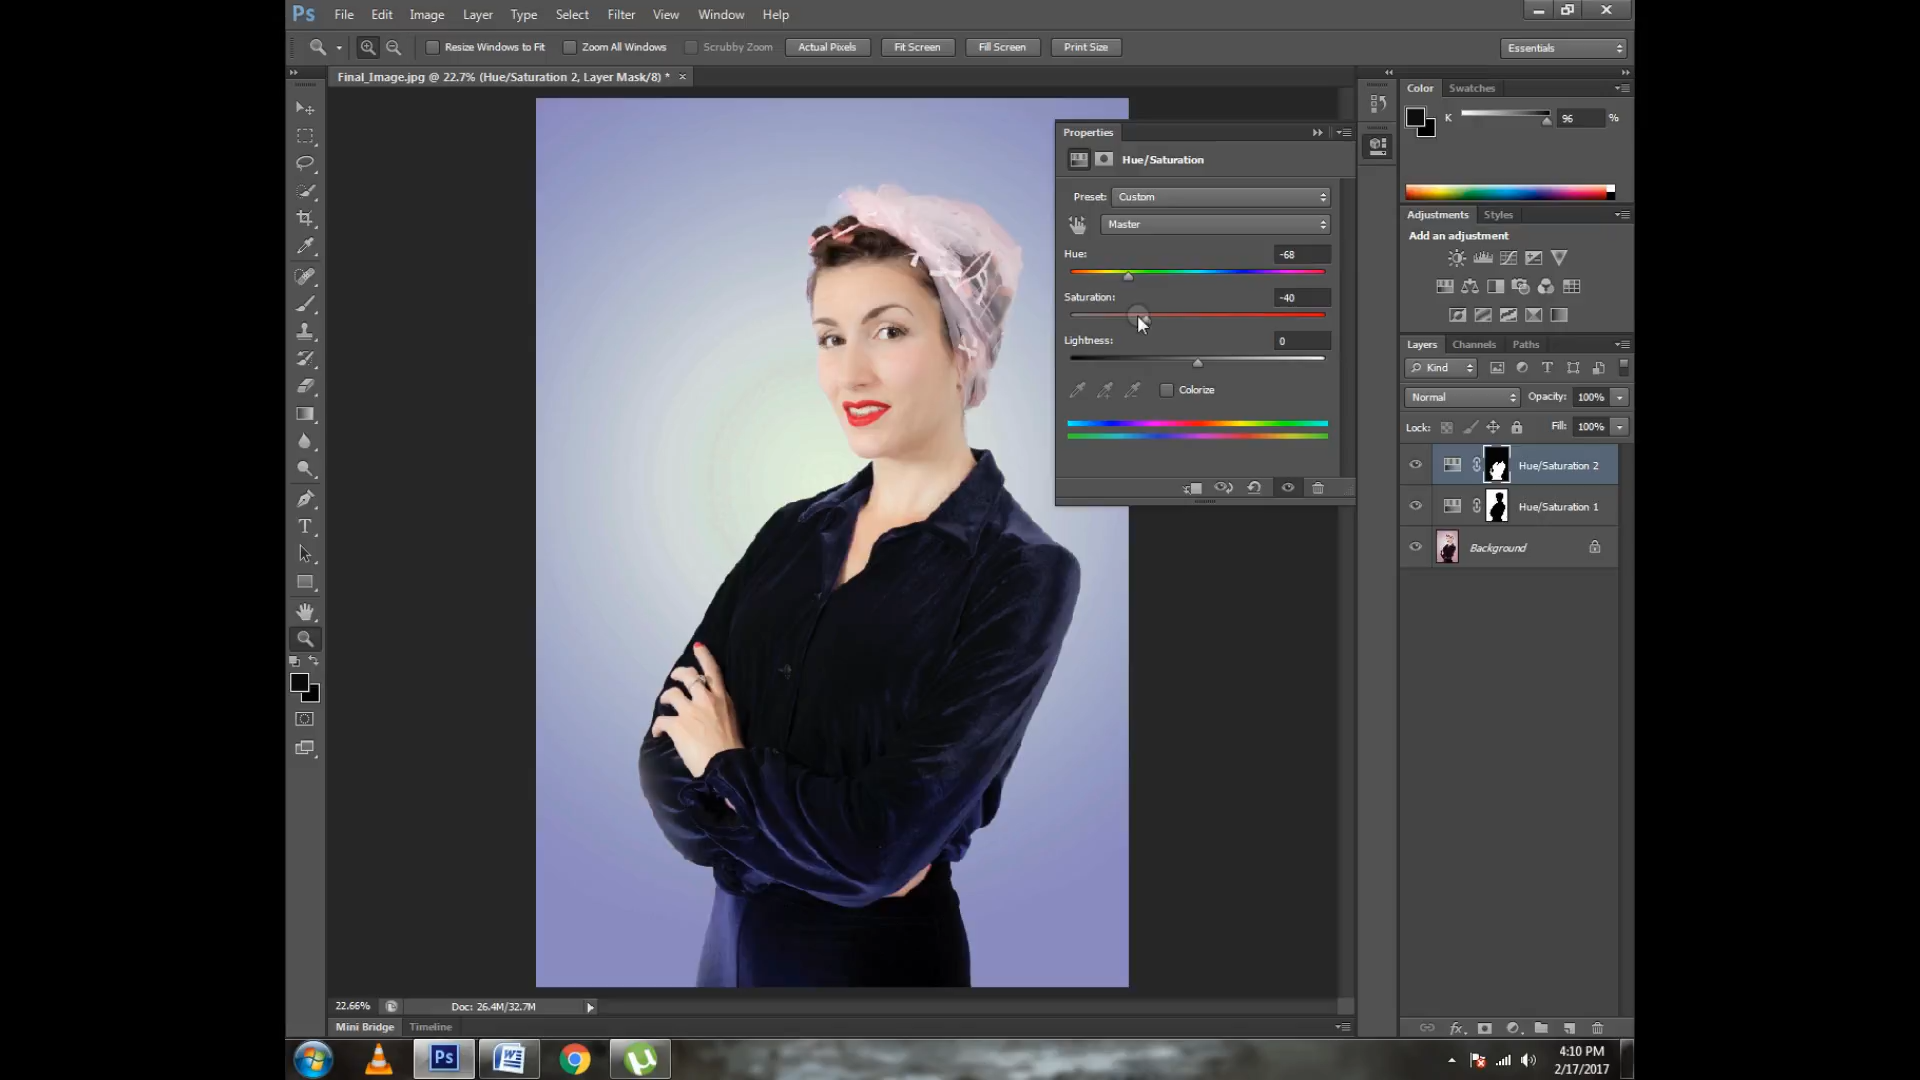 Ps File Edit Image Layer Type Select Filter View Window Help
Resize Windows to Fit Zoom All Windows Scrubby Zoom Actual Pixels Fit Screen Fill Screen Print Size Essentials
Final_Image.jpg @ 22.7% (Hue/Saturation 2, Layer Mask/8) *
Color Swatches
K 96 %
Properties
Hue/Saturation
Preset: Custom
Master
Hue: -68
Saturation: -40
Lightness: 0
Colorize
Adjustments Styles
Add an adjustment
Layers Channels Paths
Kind
Normal Opacity: 100%
Lock: Fill: 100%
Hue/Saturation 2
Hue/Saturation 1
Background
22.66% Doc: 26.4M/32.7M
Mini Bridge Timeline
Ps
4:10 PM
2/17/2017